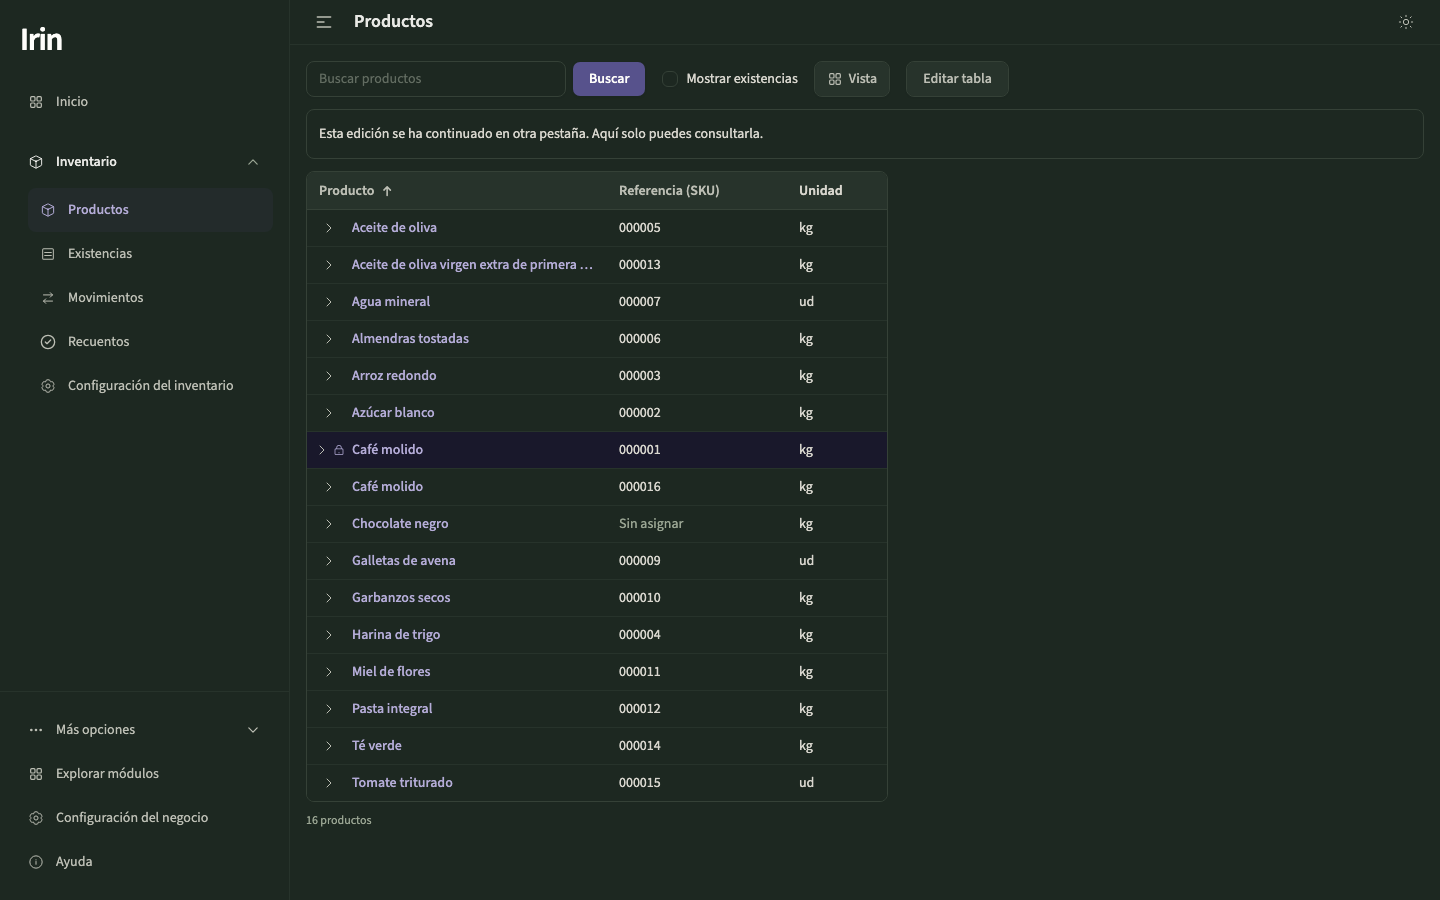 Irin
Productos
Buscar productos
Buscar
Mostrar existencias
Vista
Editar tabla
Inicio
Inventario
Productos
Existencias
Movimientos
Recuentos
Configuración del inventario
Más opciones
Explorar módulos
Configuración del negocio
Ayuda
Esta edición se ha continuado en otra pestaña. Aquí solo puedes consultarla.
Producto Referencia (SKU) Unidad
Aceite de oliva 000005 kg
Aceite de oliva virgen extra de primera ... 000013 kg
Agua mineral 000007 ud
Almendras tostadas 000006 kg
Arroz redondo 000003 kg
Azúcar blanco 000002 kg
Café molido 000001 kg
Café molido 000016 kg
Chocolate negro Sin asignar kg
Galletas de avena 000009 ud
Garbanzos secos 000010 kg
Harina de trigo 000004 kg
Miel de flores 000011 kg
Pasta integral 000012 kg
Té verde 000014 kg
Tomate triturado 000015 ud
16 productos